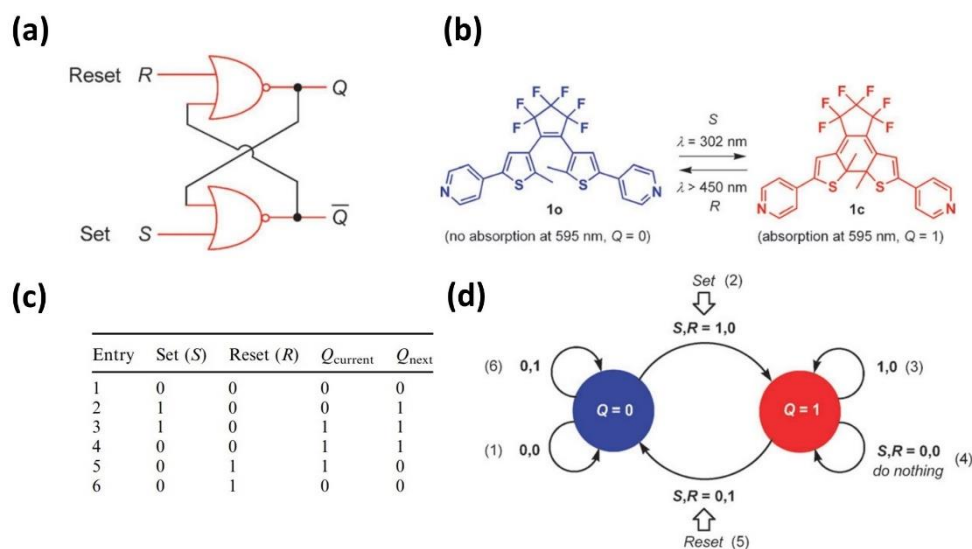 (a)
Reset R
Q
Set S
Q̅
(b)
F F F F F F
S
λ = 302 nm
λ > 450 nm
R
N S S N
1o
(no absorption at 595 nm, Q = 0)
F F F F F F
N S S N
1c
(absorption at 595 nm, Q = 1)
(c)
Entry Set (S) Reset (R) Qcurrent Qnext
1 0 0 0 0
2 1 0 0 1
3 1 0 1 1
4 0 0 1 1
5 0 1 1 0
6 0 1 0 0
(d)
Set (2)
S,R = 1,0
(6) 0,1
1,0 (3)
Q = 0
Q = 1
(1) 0,0
S,R = 0,0 (4)
do nothing
S,R = 0,1
Reset (5)